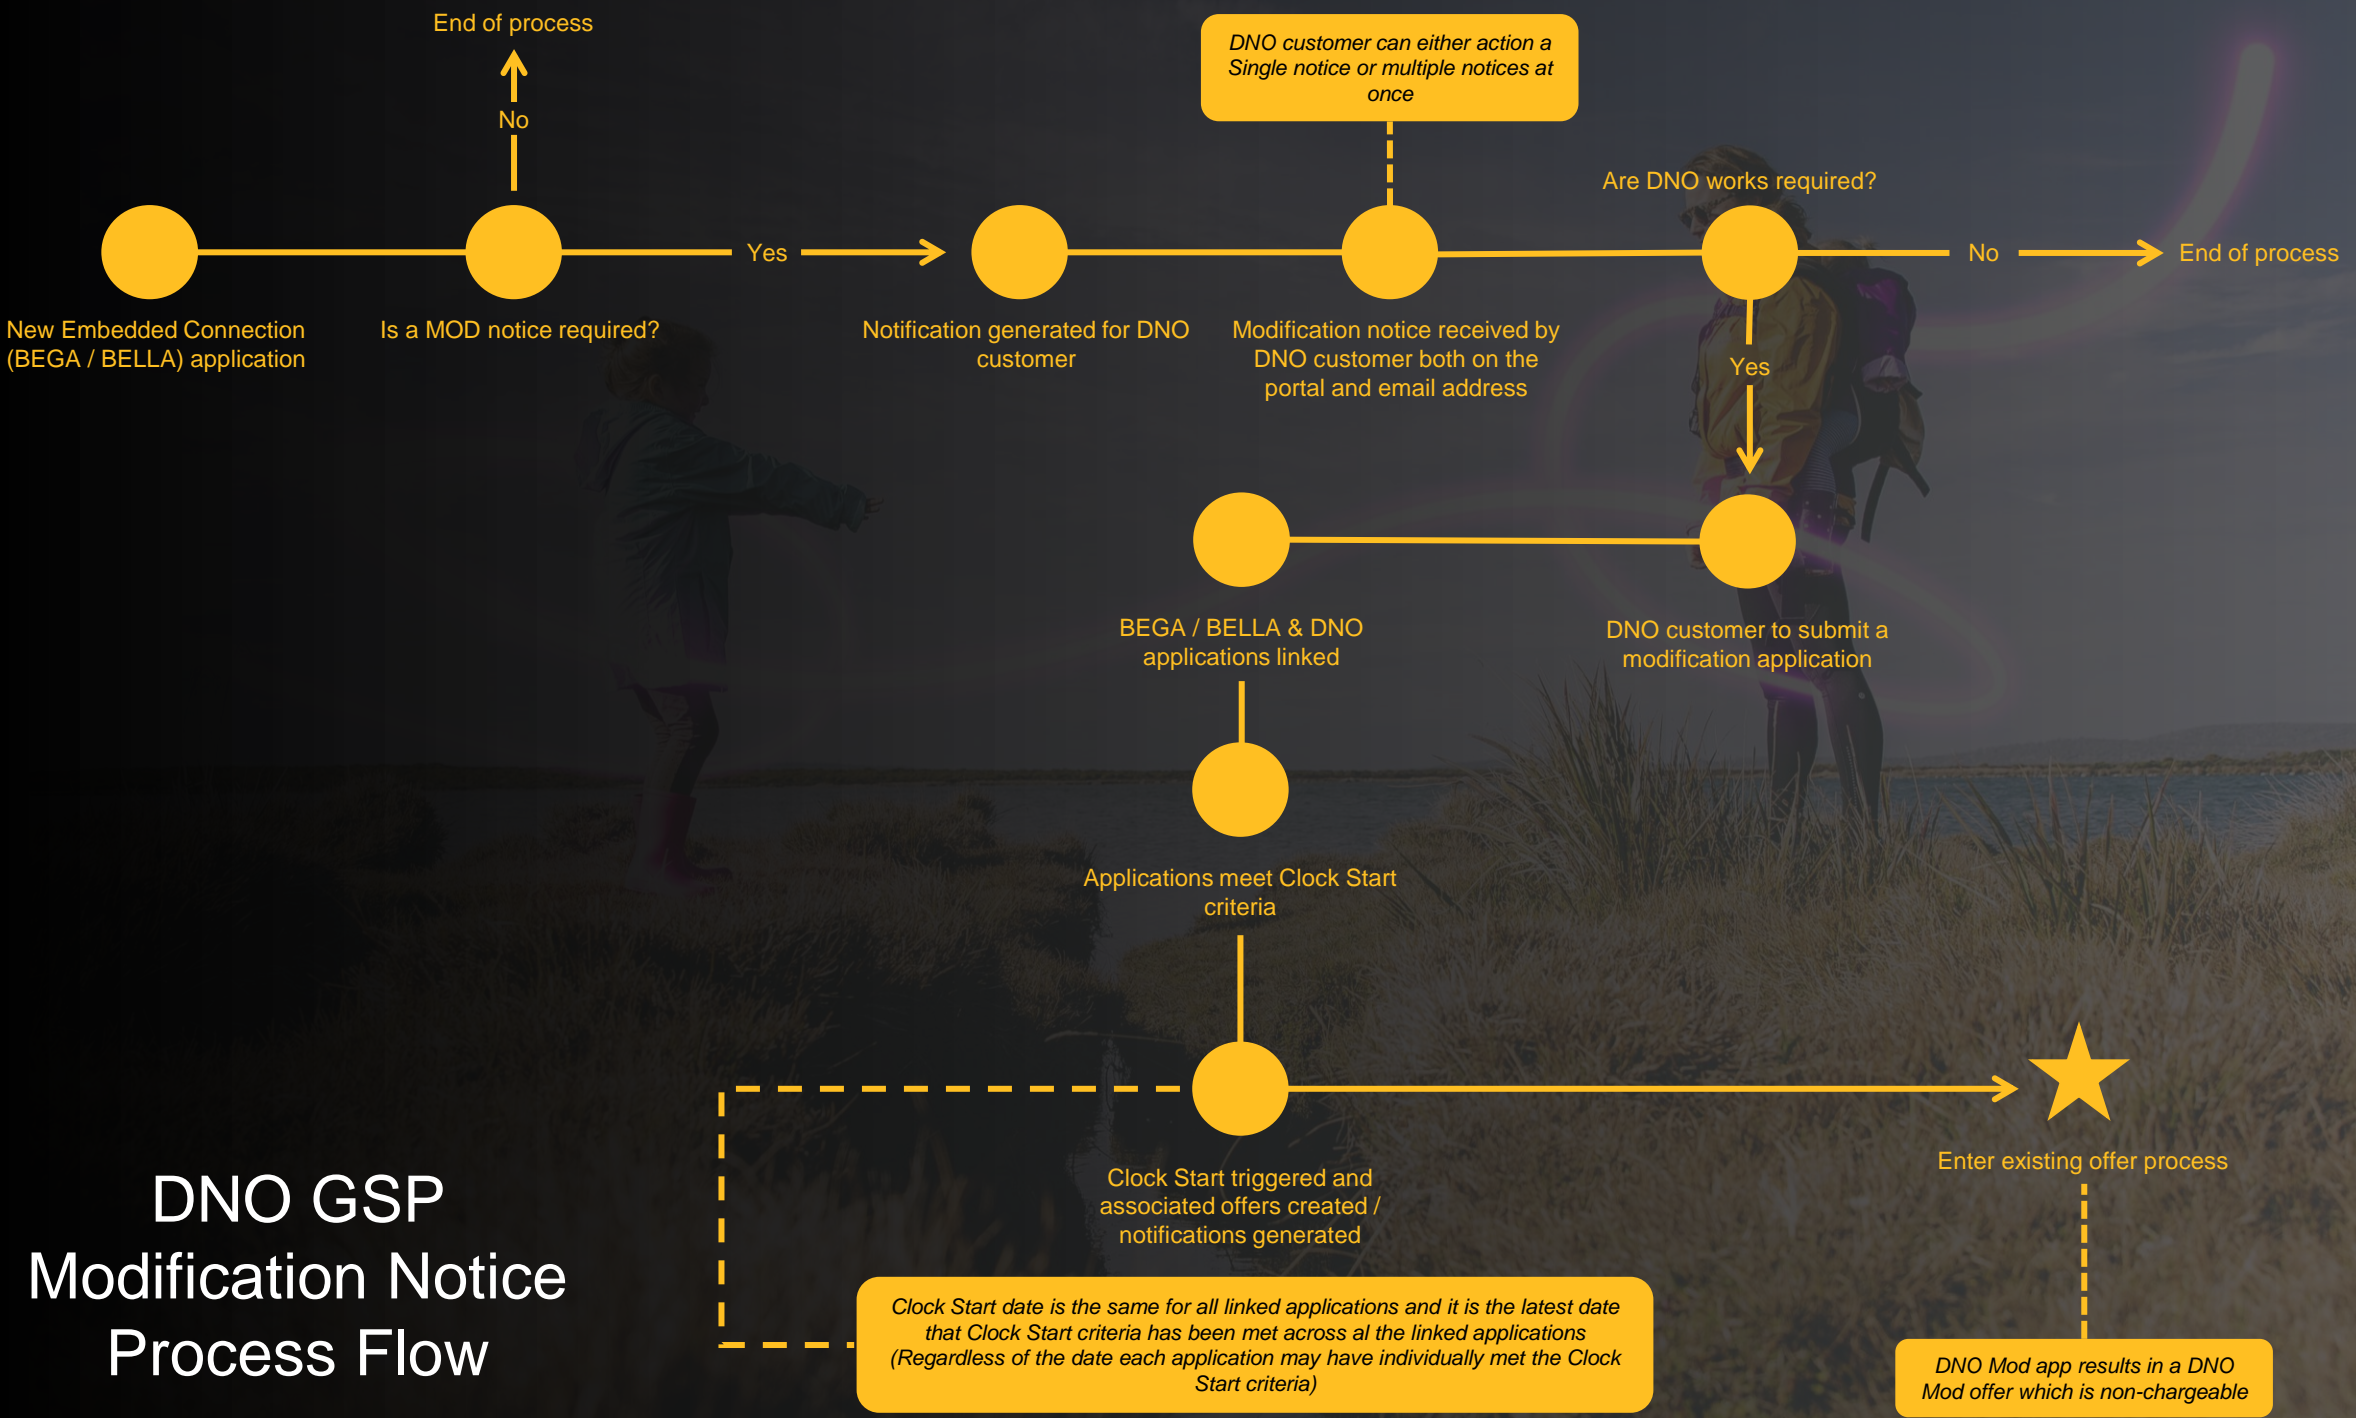 End of process
No
DNO customer can either action a
Single notice or multiple notices at
once
Are DNO works required?
Yes
No
End of process
New Embedded Connection
(BEGA / BELLA) application
Is a MOD notice required?
Notification generated for DNO
customer
Modification notice received by
DNO customer both on the
portal and email address
Yes
BEGA / BELLA & DNO
applications linked
DNO customer to submit a
modification application
Applications meet Clock Start
criteria
Clock Start triggered and
associated offers created /
notifications generated
Enter existing offer process
DNO GSP
Modification Notice
Process Flow
Clock Start date is the same for all linked applications and it is the latest date
that Clock Start criteria has been met across al the linked applications
(Regardless of the date each application may have individually met the Clock
Start criteria)
DNO Mod app results in a DNO
Mod offer which is non-chargeable